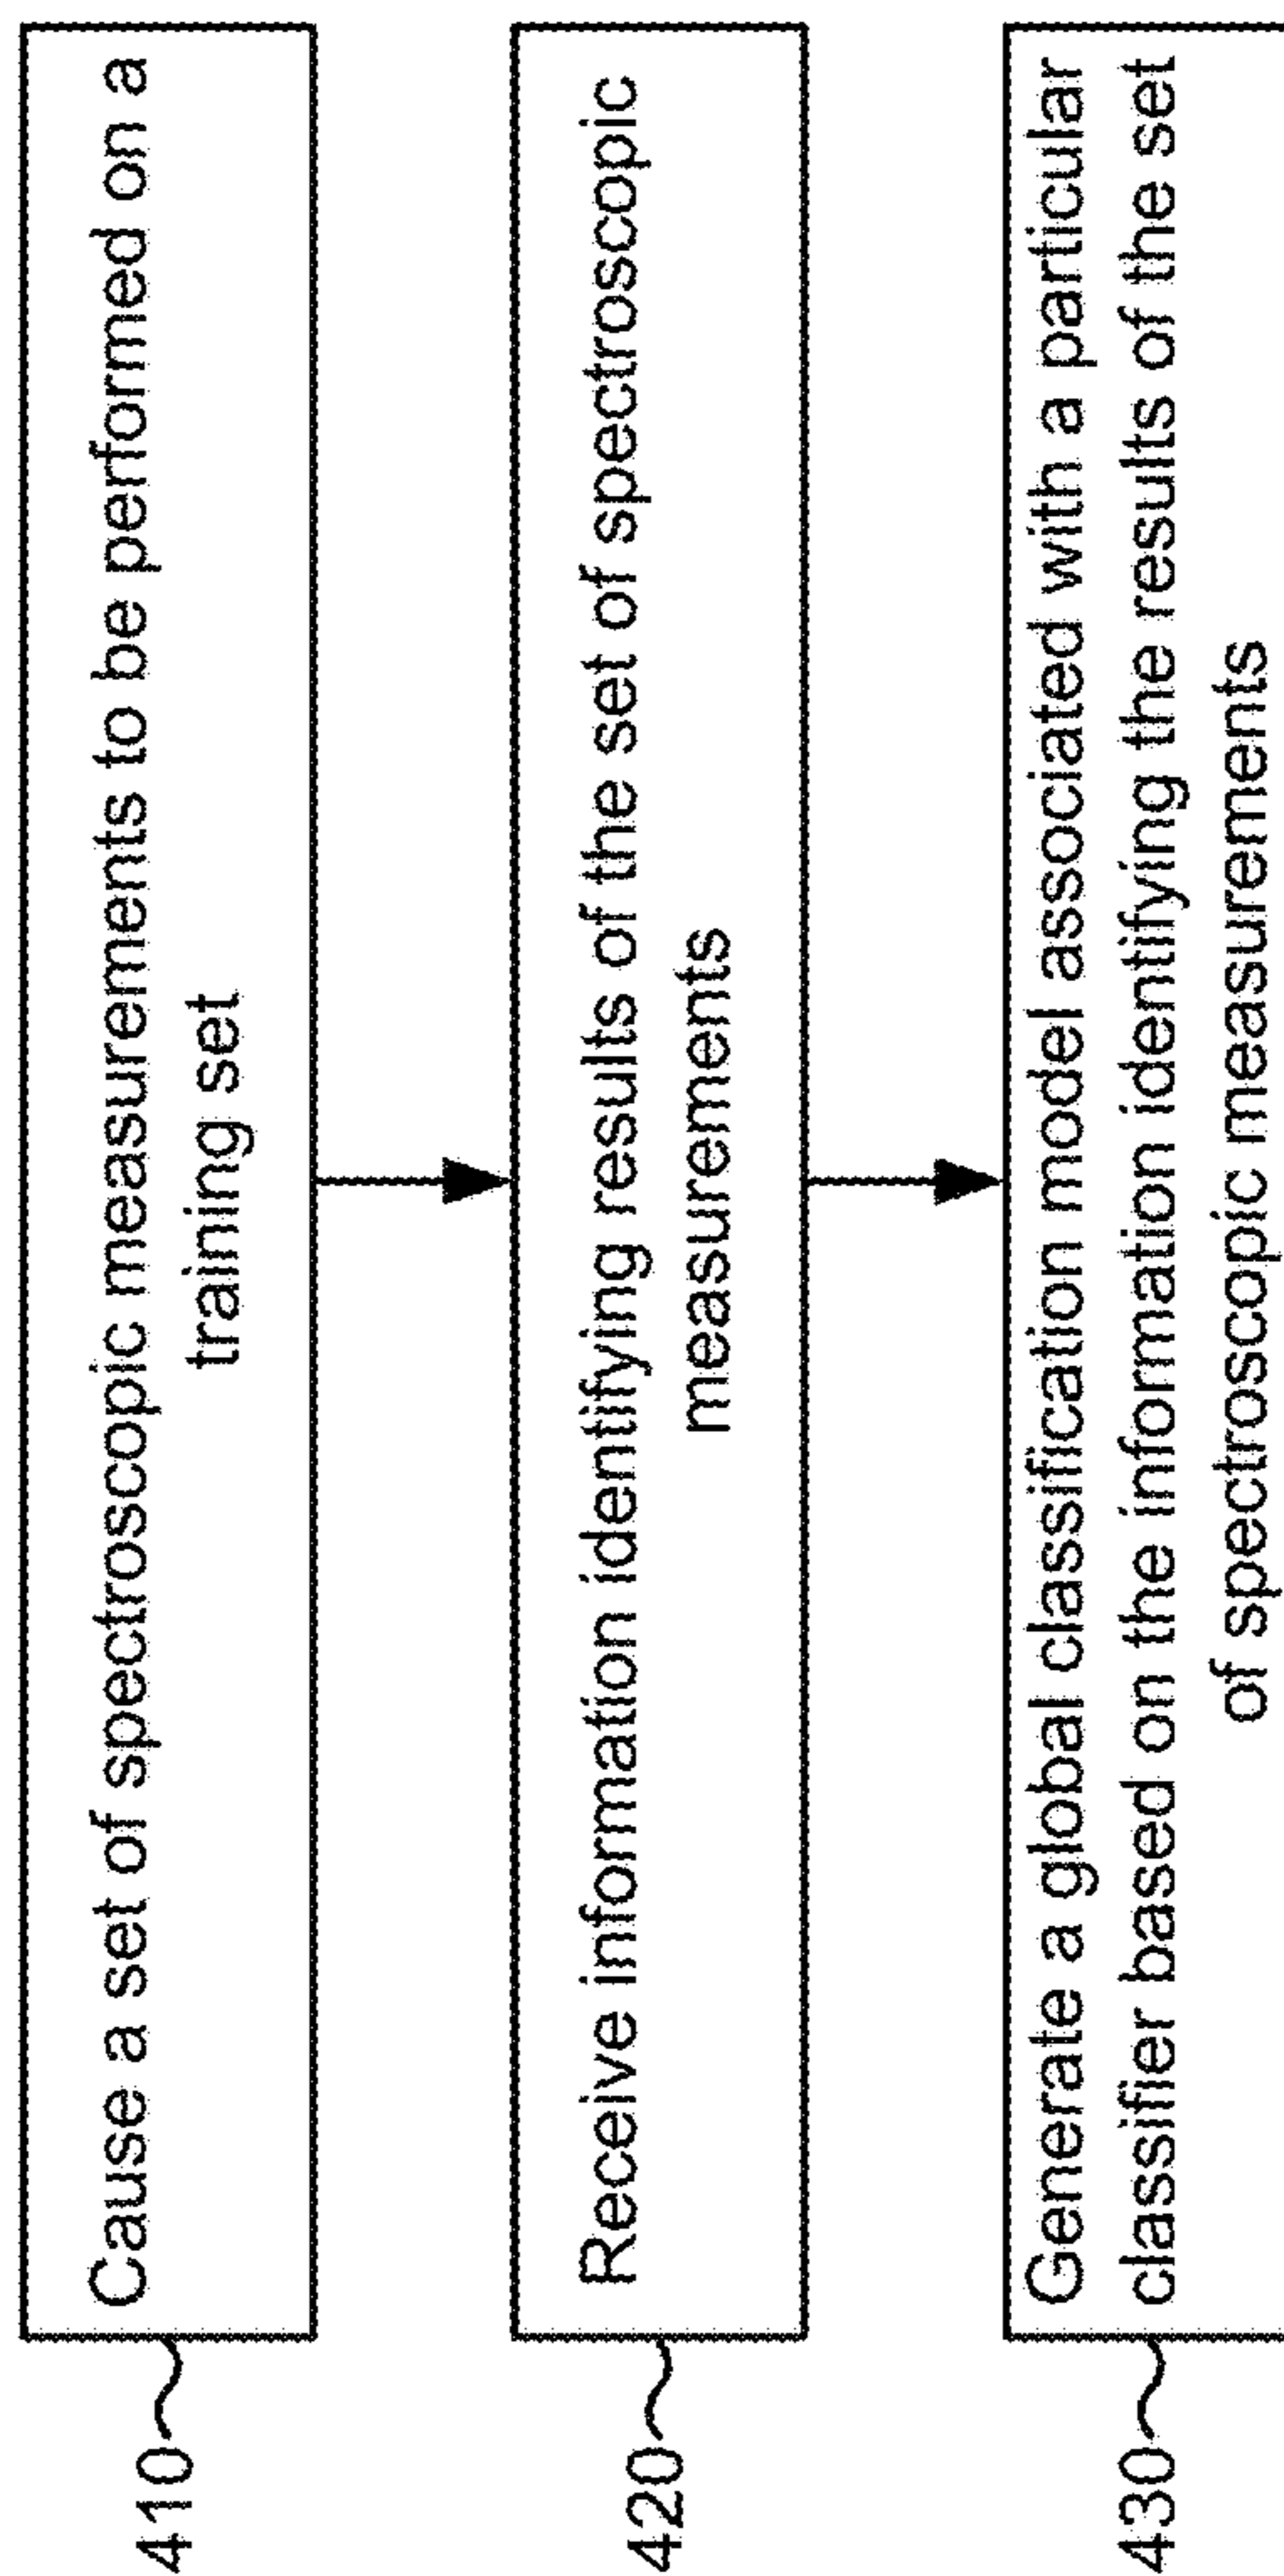 410
Cause a set of spectroscopic measurements to be performed on a
training set
420
Receive information identifying results of the set of spectroscopic
measurements
430
Generate a global classification model associated with a particular
classifier based on the information identifying the results of the set
of spectroscopic measurements